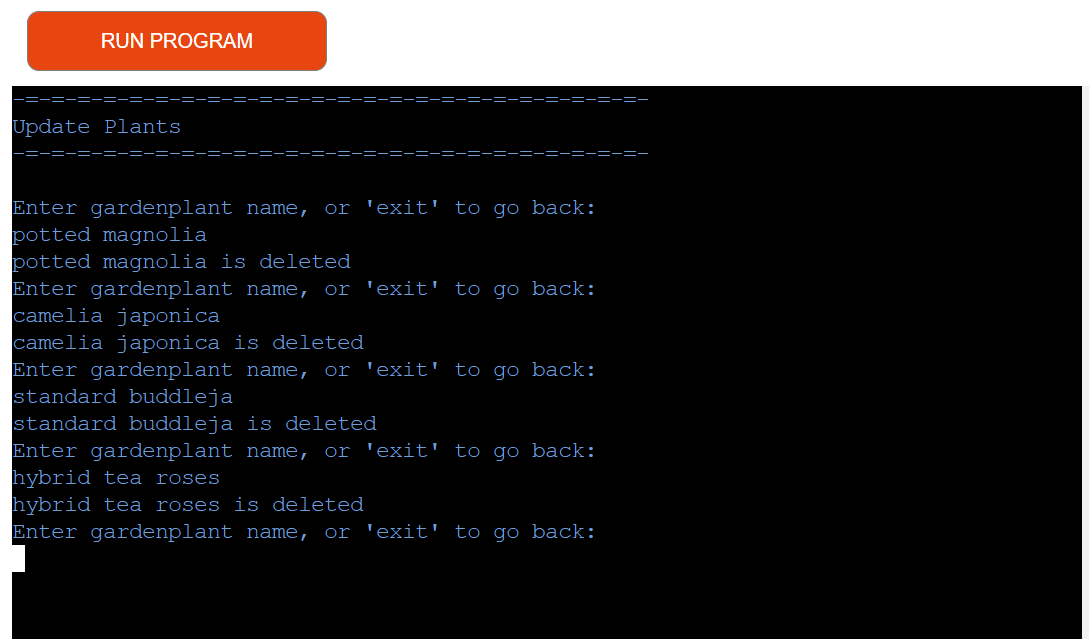 RUN PROGRAM
-=-=-=-=-=-=-=-=-=-=-=-=-=-=-=-=-=-=-=-=-=-=-=-=-
Update Plants
-=-=-=-=-=-=-=-=-=-=-=-=-=-=-=-=-=-=-=-=-=-=-=-=-
Enter gardenplant name, or 'exit' to go back:
potted magnolia
potted magnolia is deleted
Enter gardenplant name, or 'exit' to go back:
camelia japonica
camelia japonica is deleted
Enter gardenplant name, or 'exit' to go back:
standard buddleja
standard buddleja is deleted
Enter gardenplant name, or 'exit' to go back:
hybrid tea roses
hybrid tea roses is deleted
Enter gardenplant name, or 'exit' to go back: